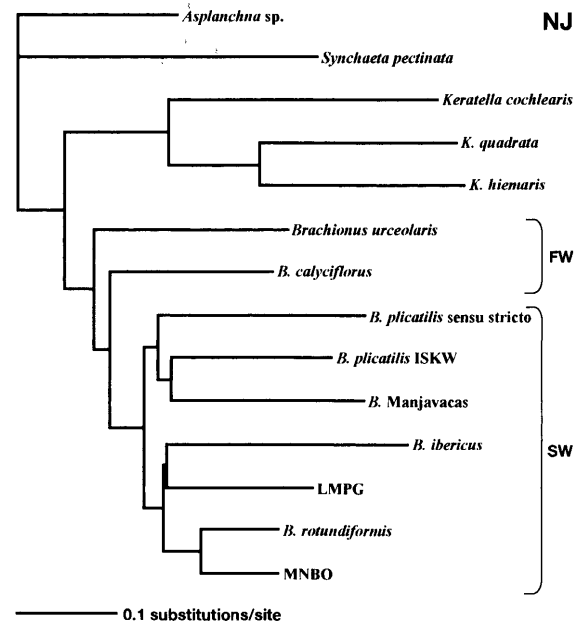 NJ
Asplanchna sp.
Synchaeta pectinata
Keratella cochlearis
K. quadrata
K. hiemaris
Brachionus urceolaris
FW
B. calyciflorus
B. plicatilis sensu stricto
B. plicatilis ISKW
B. Manjavacas
B. ibericus
SW
LMPG
B. rotundifornus
MNBO
0.1 substitutions/site